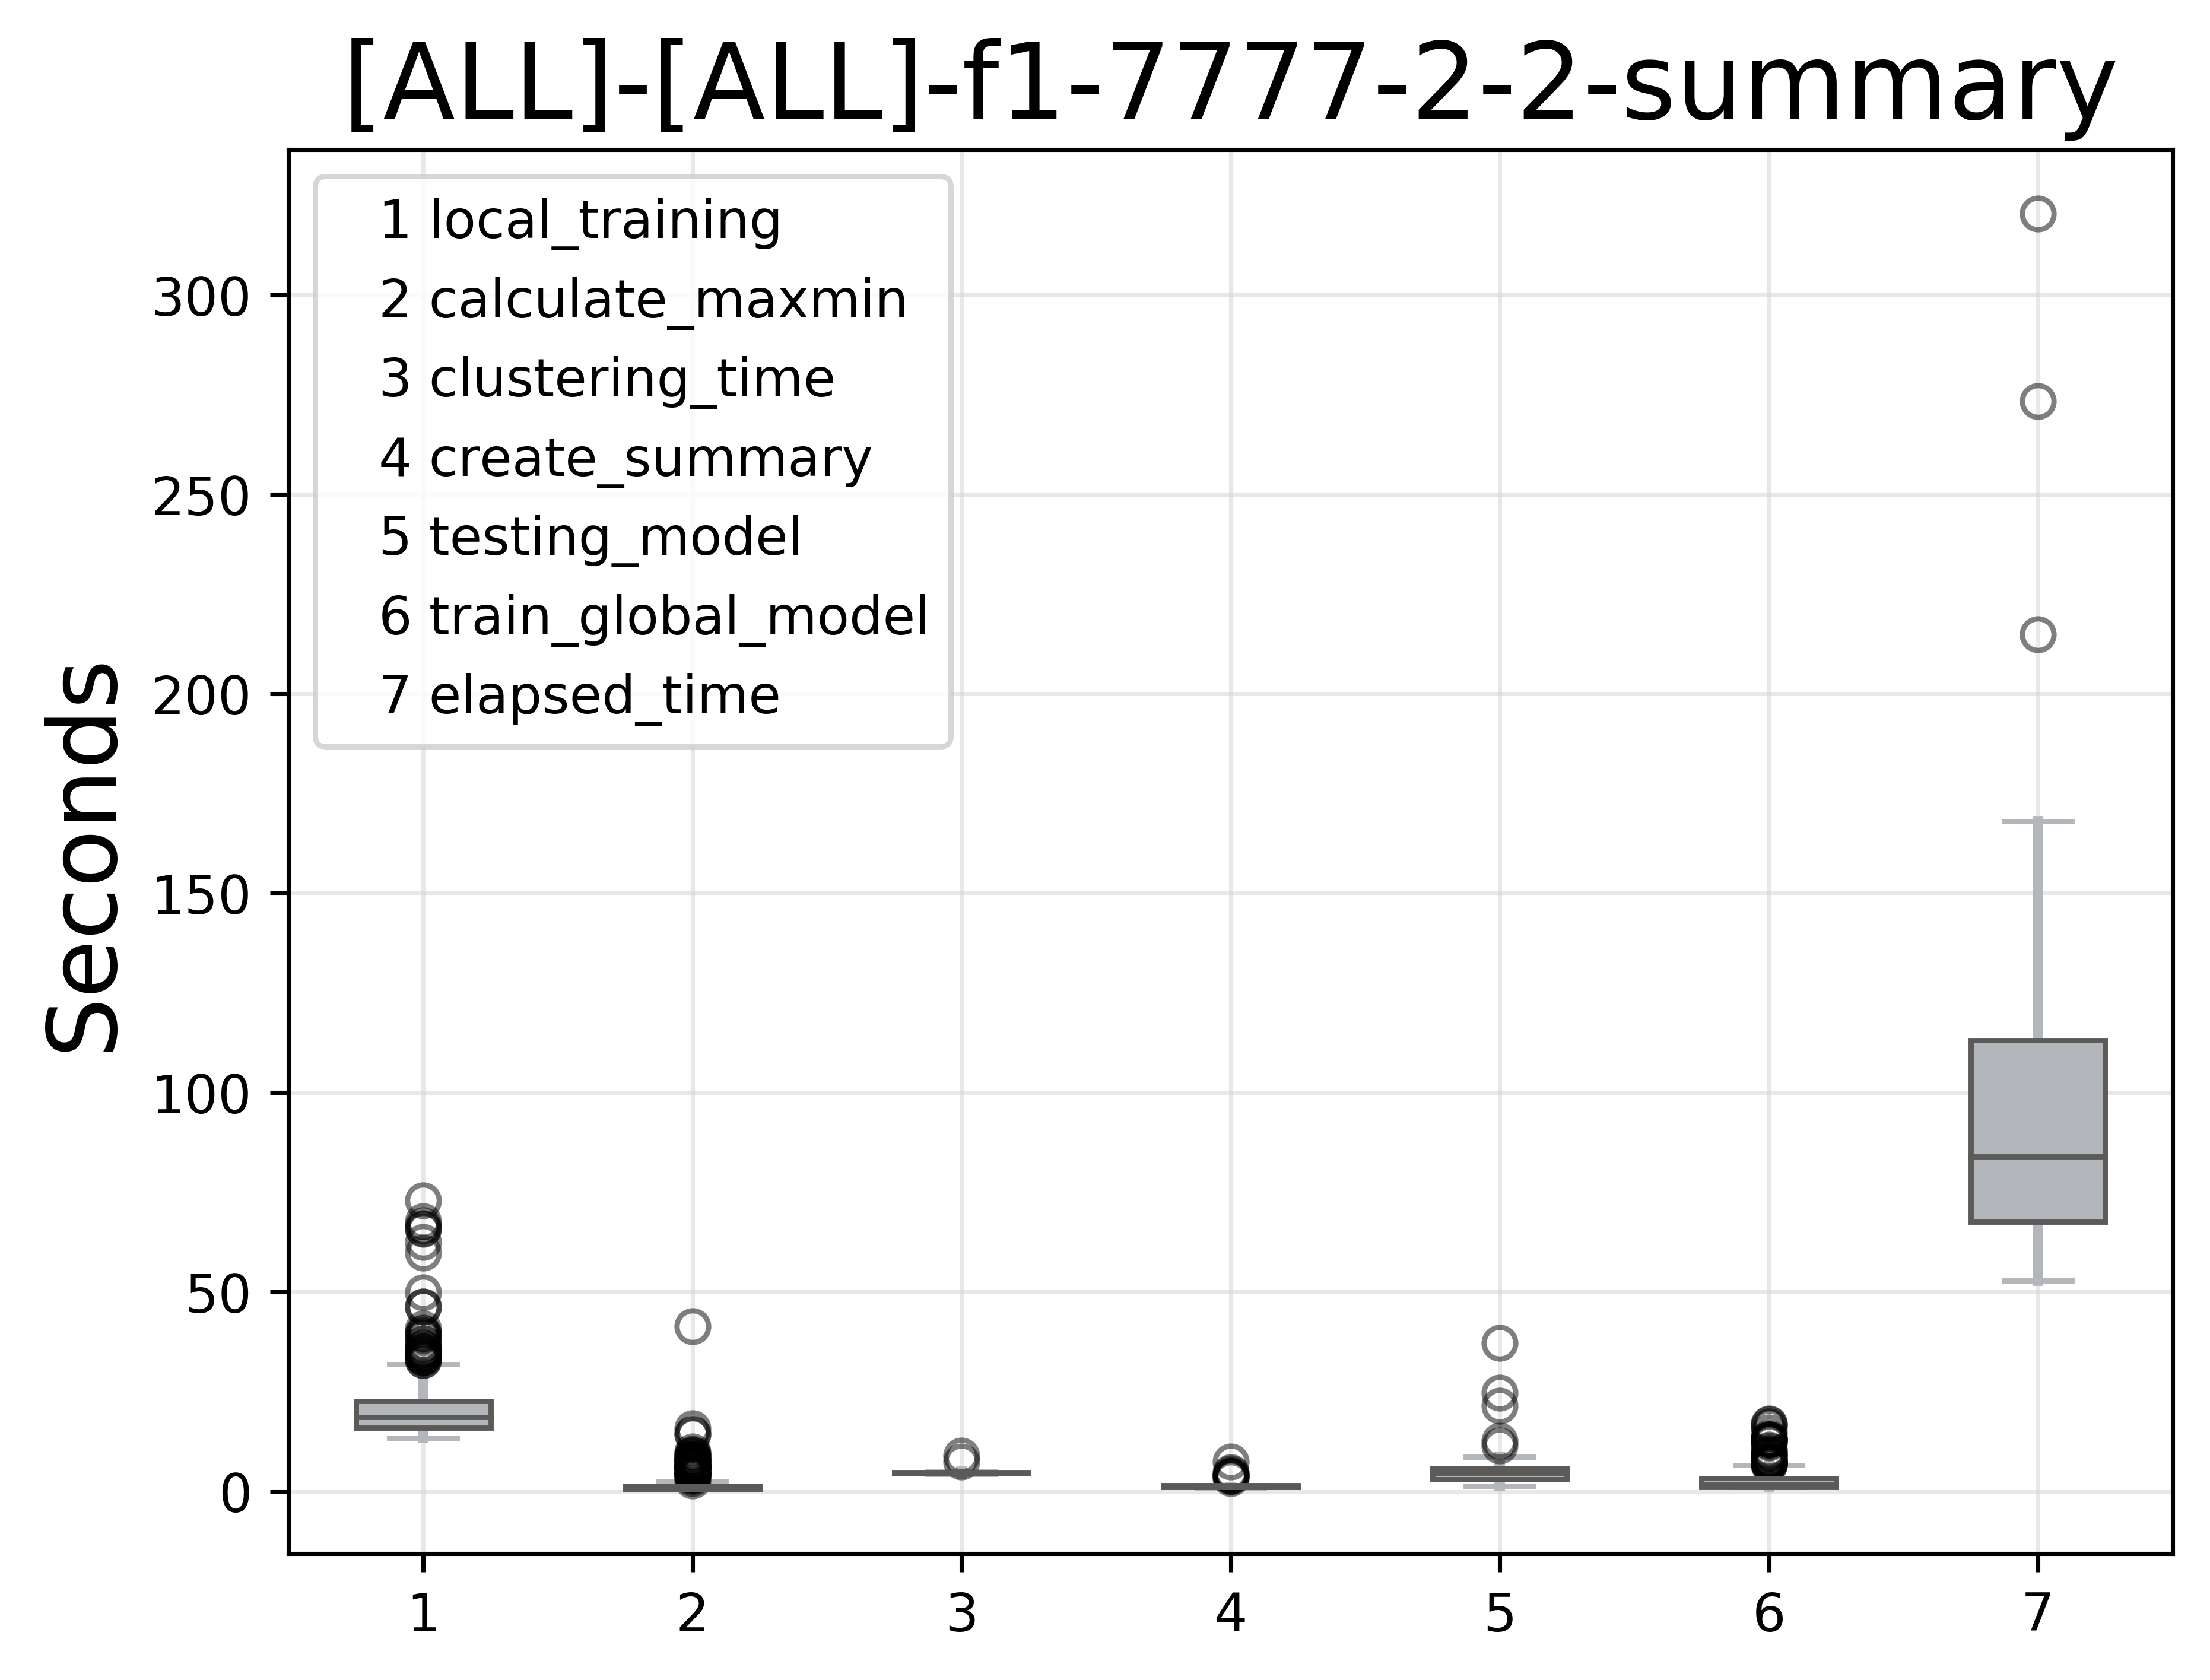 [ALL]-[ALL]-f1-7777-2-2-summary
1 local_training
2 calculate_maxmin
3 clustering_time
4 create_summary
5 testing_model
6 train_global_model
7 elapsed_time
Seconds
300
250
200
150
100
50
0
1 2 3 4 5 6 7